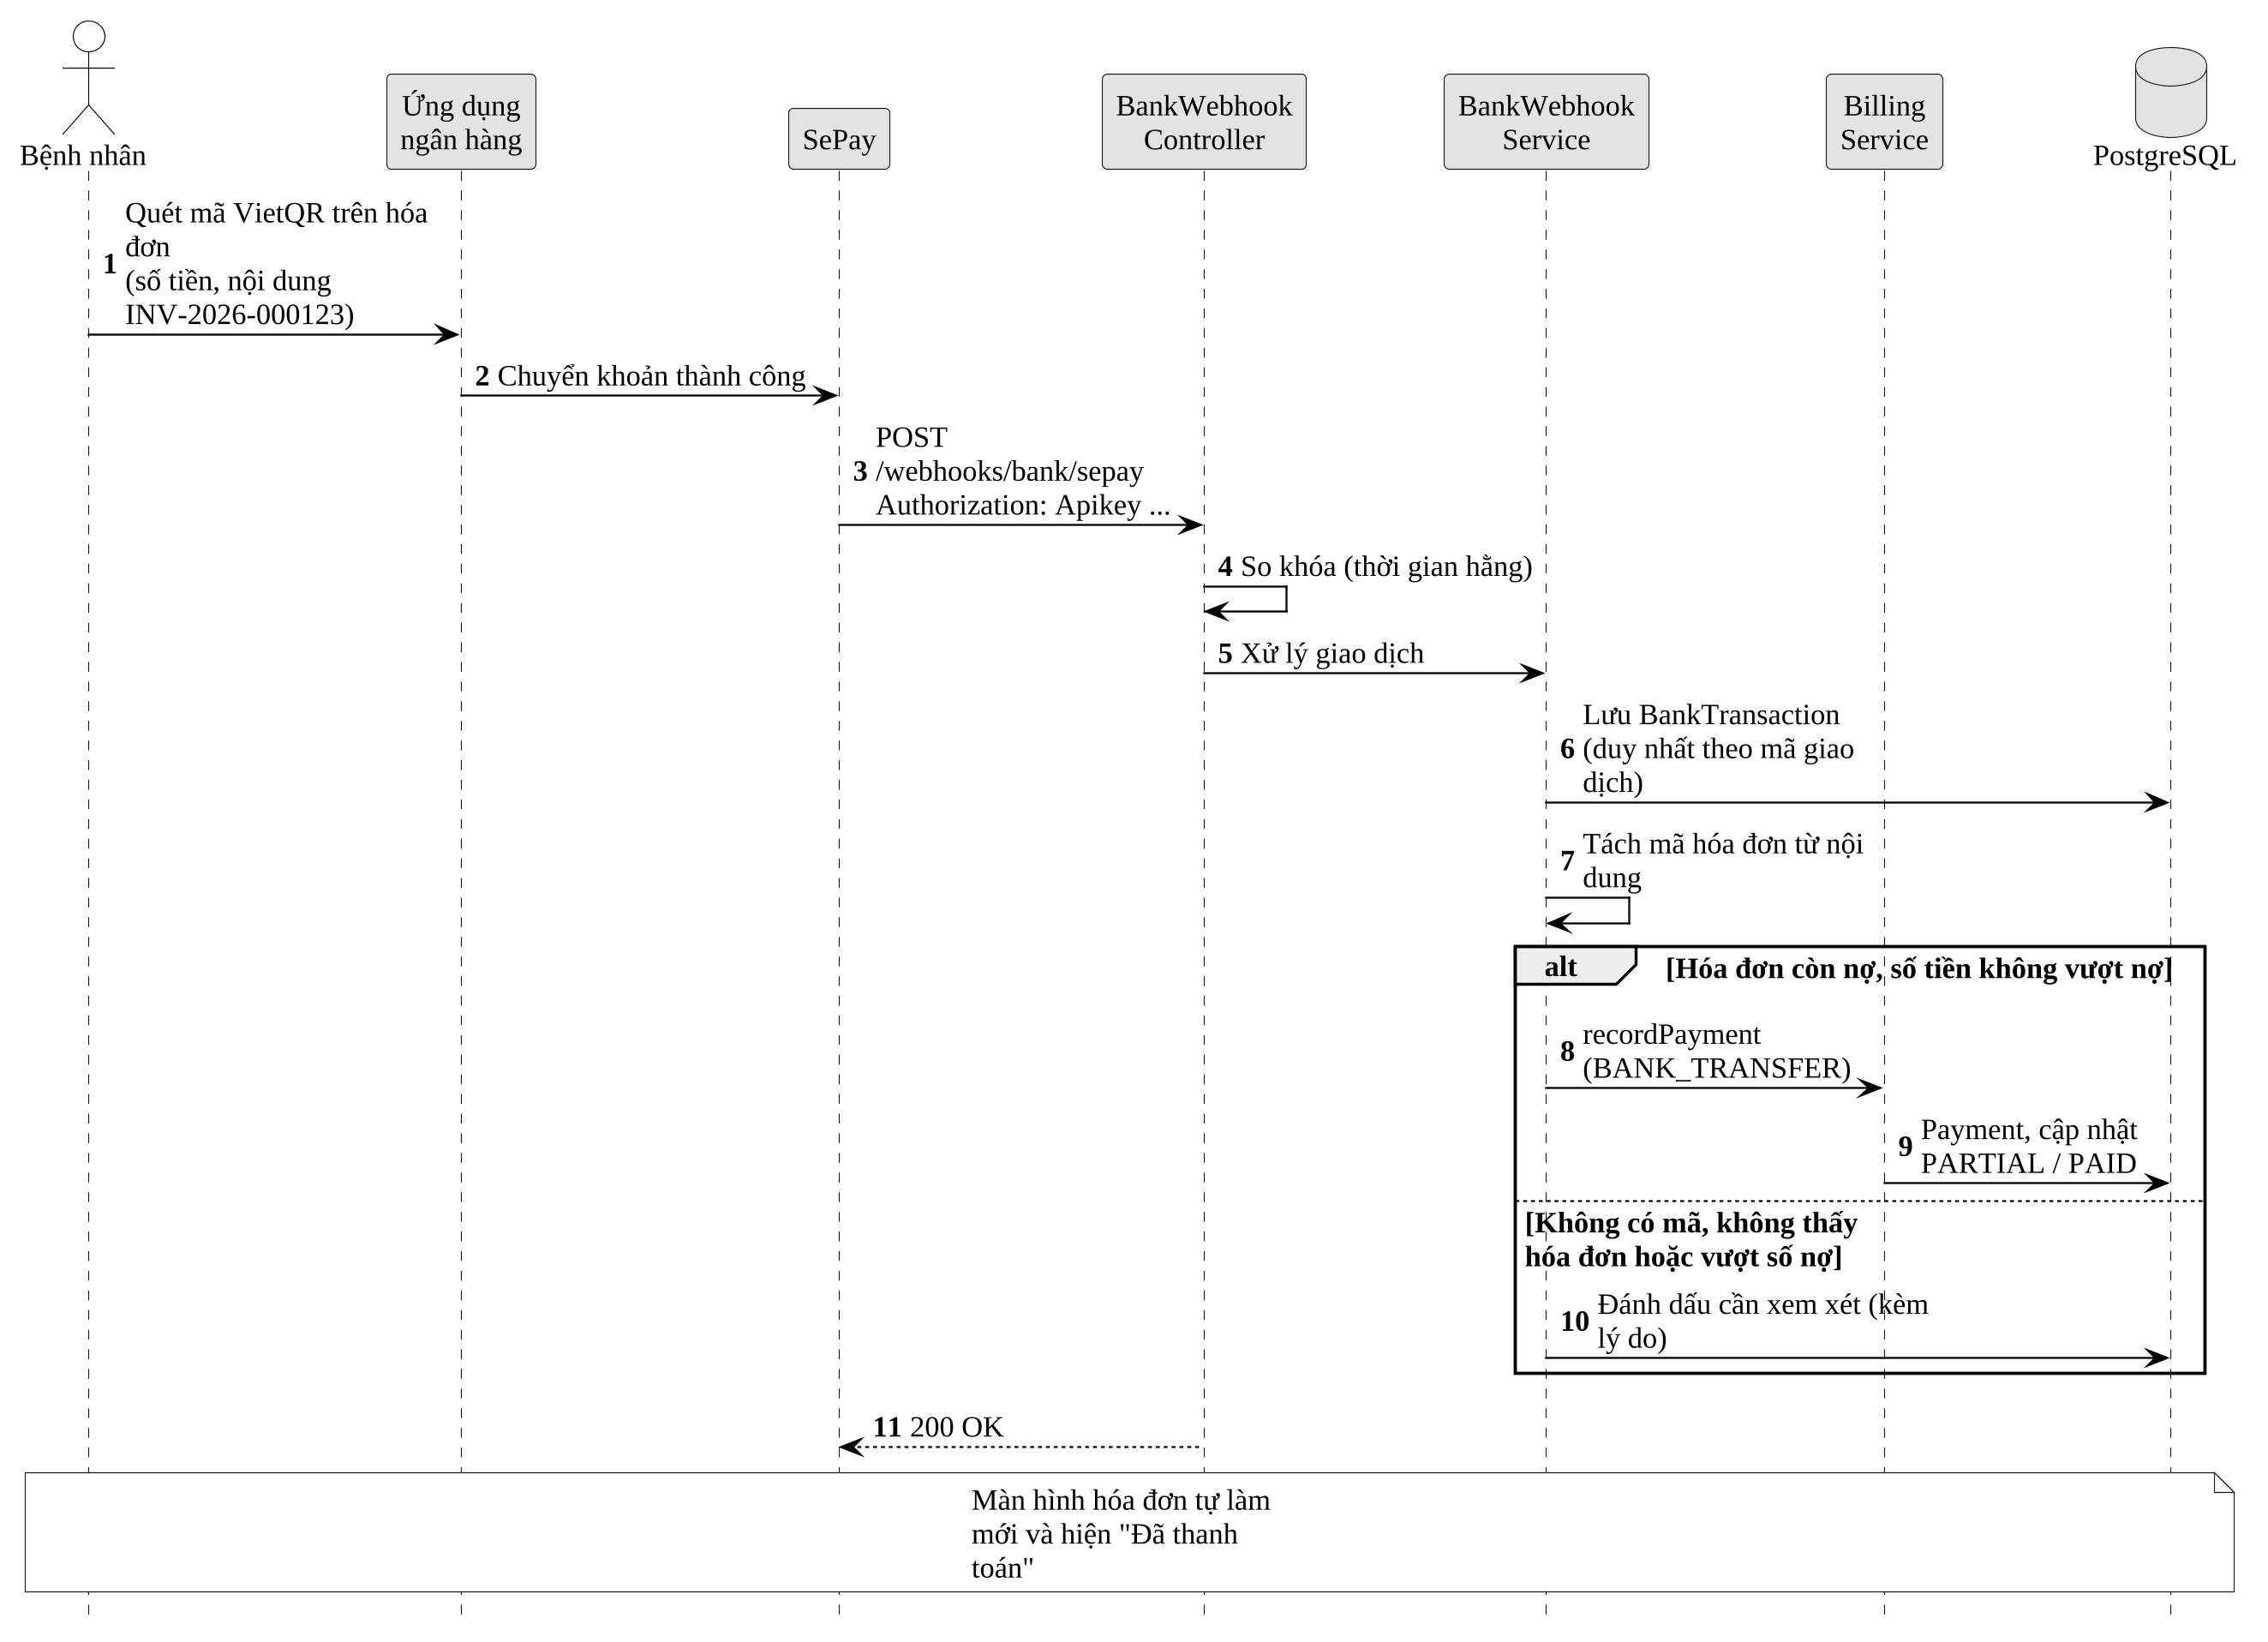 Bệnh nhân
Ứng dụng
ngân hàng
SePay
BankWebhook
Controller
BankWebhook
Service
Billing
Service
PostgreSQL
1 Quét mã VietQR trên hóa
đơn
(số tiền, nội dung
INV-2026-000123)
2 Chuyển khoản thành công
3 POST
/webhooks/bank/sepay
Authorization: Apikey ...
4 So khóa (thời gian hằng)
5 Xử lý giao dịch
6 Lưu BankTransaction
(duy nhất theo mã giao
dịch)
7 Tách mã hóa đơn từ nội
dung
alt [Hóa đơn còn nợ, số tiền không vượt nợ]
8 recordPayment
(BANK_TRANSFER)
9 Payment, cập nhật
PARTIAL / PAID
[Không có mã, không thấy
hóa đơn hoặc vượt số nợ]
10 Đánh dấu cần xem xét (kèm
lý do)
11 200 OK
Màn hình hóa đơn tự làm
mới và hiện "Đã thanh
toán"